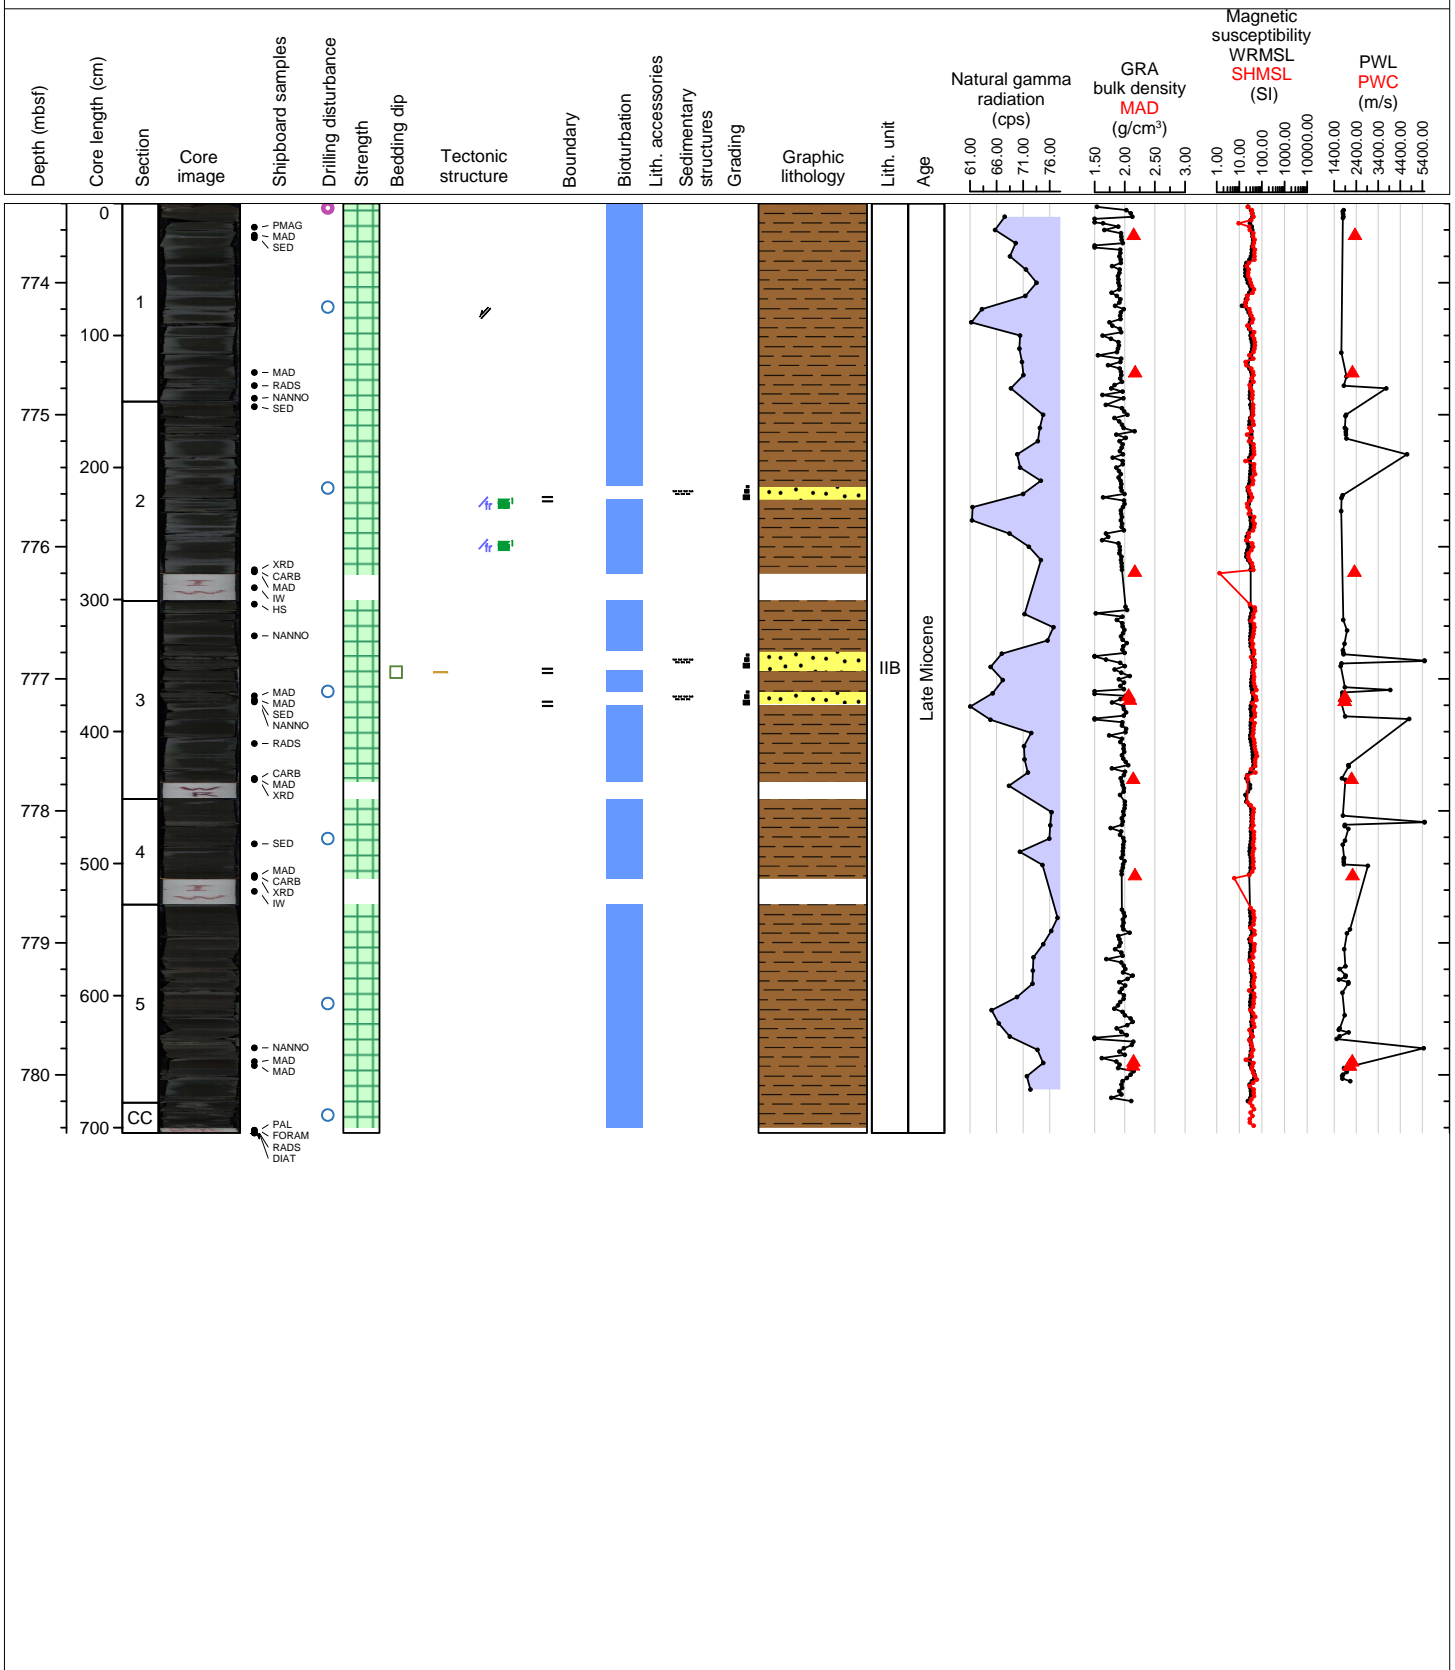 Depth (mbsf)
Core length (cm)
Section
Core
image
Shipboard samples
Drilling disturbance
Strength
Bedding dip
Tectonic
structure
Boundary
Bioturbation
Lith. accessories
Sedimentary
structures
Grading
Graphic
lithology
Lith. unit
Age
Natural gamma
radiation
(cps)
61.00
66.00
71.00
76.00
GRA
bulk density
MAD
(g/cm³)
1.50
2.00
2.50
3.00
Magnetic
susceptibility
WRMSL
SHMSL
(SI)
1.00
10.00
100.00
1000.00
10000.00
PWL
PWC
(m/s)
1400.00
2400.00
3400.00
4400.00
5400.00
774
775
776
777
778
779
780
0
100
200
300
400
500
600
700
1
2
3
4
5
CC
PMAG
MAD
SED
MAD
RADS
NANNO
SED
XRD
CARB
MAD
IW
HS
NANNO
MAD
MAD
SED
NANNO
RADS
CARB
MAD
XRD
SED
MAD
CARB
XRD
IW
NANNO
MAD
MAD
PAL
FORAM
RADS
DIAT
fr
fr
IIB
Late Miocene